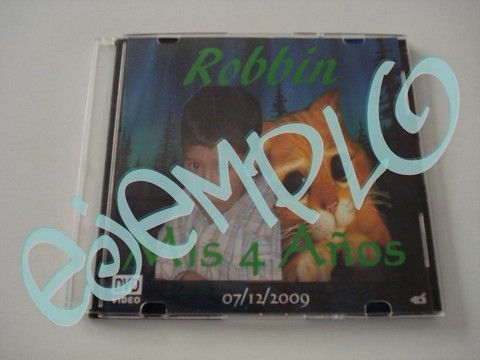 Robbin
EJEMPLO
Mis 4 Años
DVD
VIDEO
07/12/2009